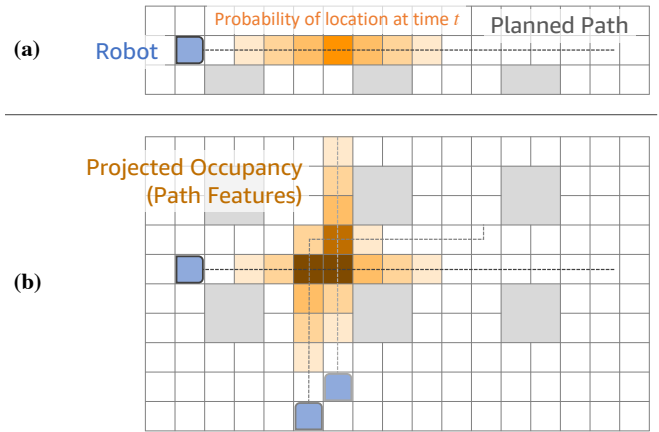 Probability of location at time t
Planned Path
(a)
Robot
Projected Occupancy
(Path Features)
(b)